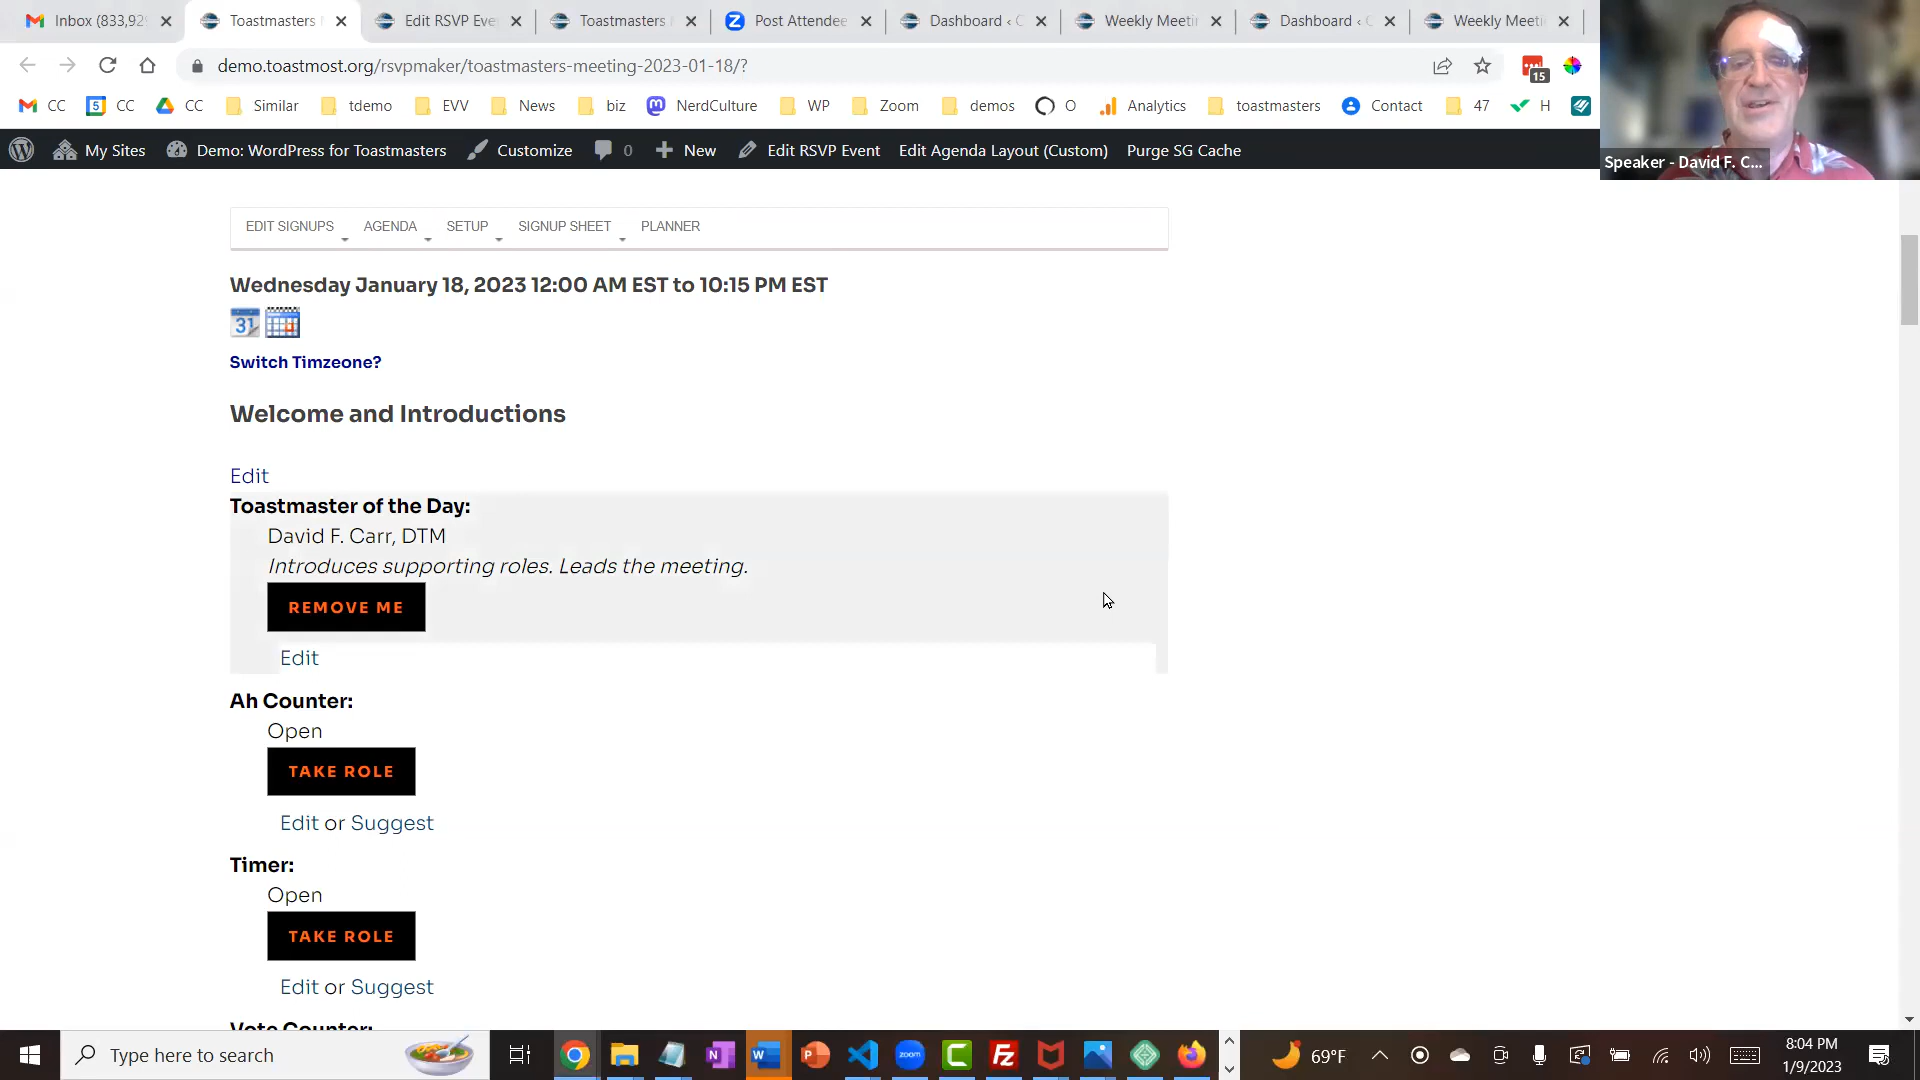 Inbox (833,92
Toastmasters
Edit RSVP Eve
Toastmasters
Post Attendee
Dashboard ‹
Weekly Meeti
Dashboard ‹
Weekly Meeti
demo.toastmost.org/rsvpmaker/toastmasters-meeting-2023-01-18/?
15
CC
5 CC
CC
Similar
tdemo
EVV
News
biz
NerdCulture
WP
Zoom
demos
O
Analytics
toastmasters
Contact
47
H
My Sites
Demo: WordPress for Toastmasters
Customize
0
New
Edit RSVP Event
Edit Agenda Layout (Custom)
Purge SG Cache
Speaker - David F. C...
EDIT SIGNUPS
AGENDA
SETUP
SIGNUP SHEET
PLANNER
Wednesday January 18, 2023 12:00 AM EST to 10:15 PM EST
31
Switch Timzeone?
Welcome and Introductions
Edit
Toastmaster of the Day:
David F. Carr, DTM
Introduces supporting roles. Leads the meeting.
REMOVE ME
Edit
Ah Counter:
Open
TAKE ROLE
Edit or Suggest
Timer:
Open
TAKE ROLE
Edit or Suggest
Vote Counter:
Type here to search
zoom
69°F
8:04 PM
1/9/2023